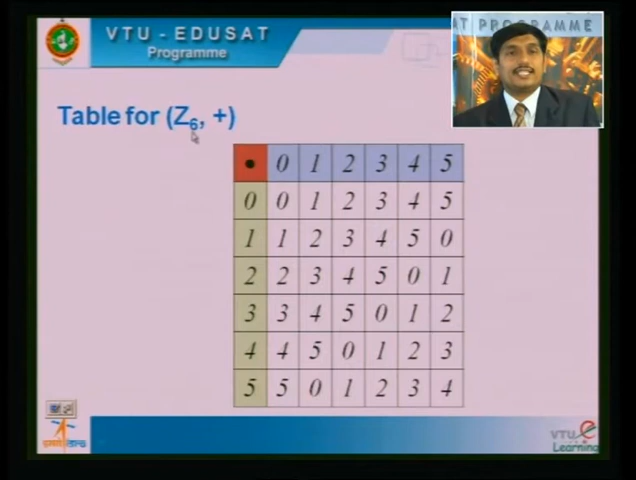 VTU - EDUSAT
Programme
AT PROGRAMME
Table for (Z6, +)
• 0 1 2 3 4 5
0 0 1 2 3 4 5
1 1 2 3 4 5 0
2 2 3 4 5 0 1
3 3 4 5 0 1 2
4 4 5 0 1 2 3
5 5 0 1 2 3 4
VTU e
Learning